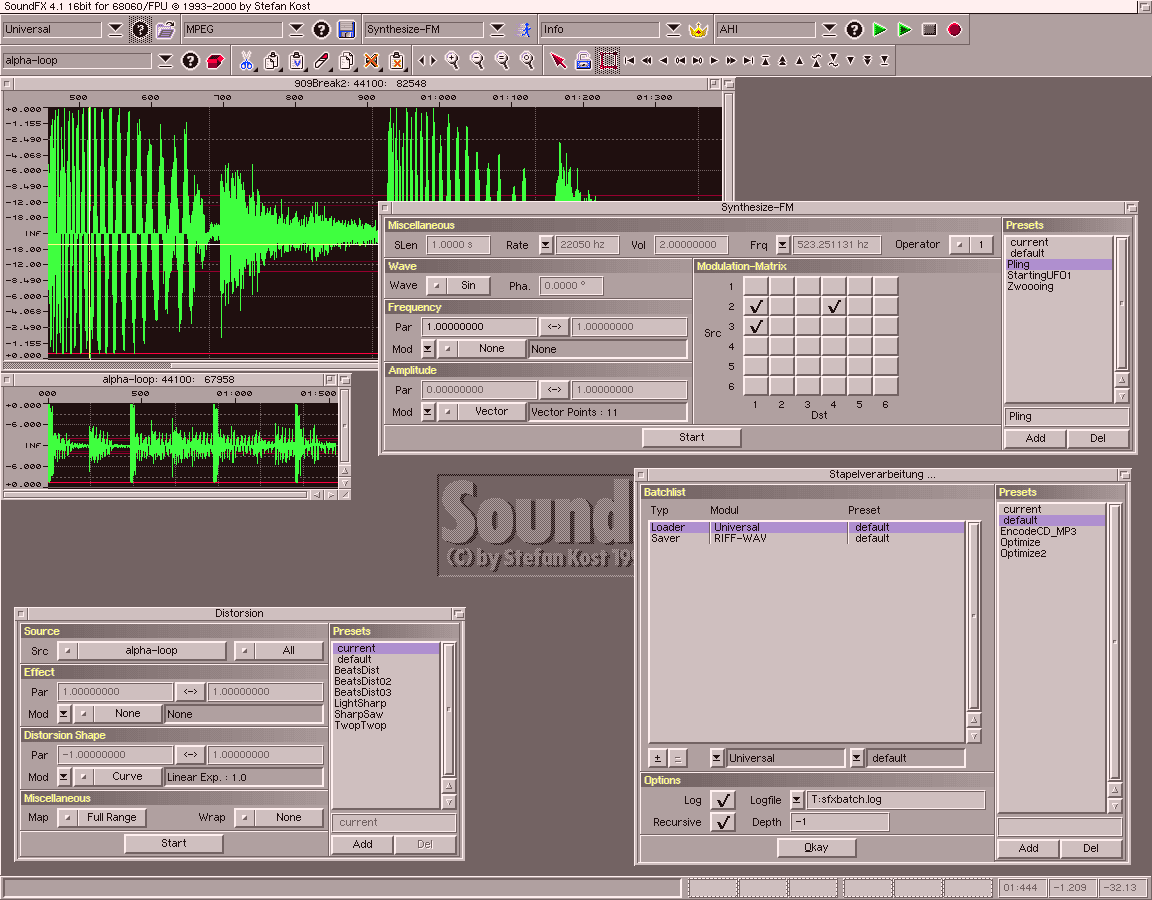 SoundFX 4.1 16bit for 68060/FPU © 1993-2000 by Stefan Kost
Universal MPEG Synthesize-FM Info AHI
alpha-loop
909Break2: 44100: 82548
500 600 700 800 900 01:000 01:100 01:200 01:300
+0.000
-1.155
-2.490
-4.068
-6.000
-8.490
-12.00
-18.00
INF
-18.00
-12.00
-8.490
-6.000
-4.068
-2.490
-1.155
+0.000
alpha-loop: 44100: 67958
000 500 01:000 01:500
+0.000
-6.000
INF
-6.000
+0.000
Synthesize-FM
Miscellaneous
SLen 1.0000 s Rate 22050 hz Vol 2.00000000 Frq 523.251131 hz Operator 1
Wave
Wave Sin Pha. 0.0000 °
Frequency
Par 1.00000000 <-> 1.00000000
Mod None None
Amplitude
Par 0.00000000 <-> 1.00000000
Mod Vector Vector Points : 11
Modulation-Matrix
1
2
Src 3
4
5
6
1 2 3 4 5 6
Dst
Start
Presets
current
default
Pling
StartingUFO1
Zwoooing
Pling
Add Del
Sound
(C) by Stefan Kost 19
Distorsion
Source
Src alpha-loop All
Effect
Par 1.00000000 <-> 1.00000000
Mod None None
Distorsion Shape
Par -1.00000000 <-> 1.00000000
Mod Curve Linear Exp. : 1.0
Miscellaneous
Map Full Range Wrap None
Start
Presets
current
default
BeatsDist
BeatsDist02
BeatsDist03
LightSharp
SharpSaw
TwopTwop
current
Add Del
Stapelverarbeitung ...
Batchlist
Typ Modul Preset
Loader Universal default
Saver RIFF-WAV default
Universal default
Options
Log Logfile T:sfxbatch.log
Recursive Depth -1
Okay
Presets
current
default
EncodeCD_MP3
Optimize
Optimize2
Add Del
01:444 -1.209 -32.13